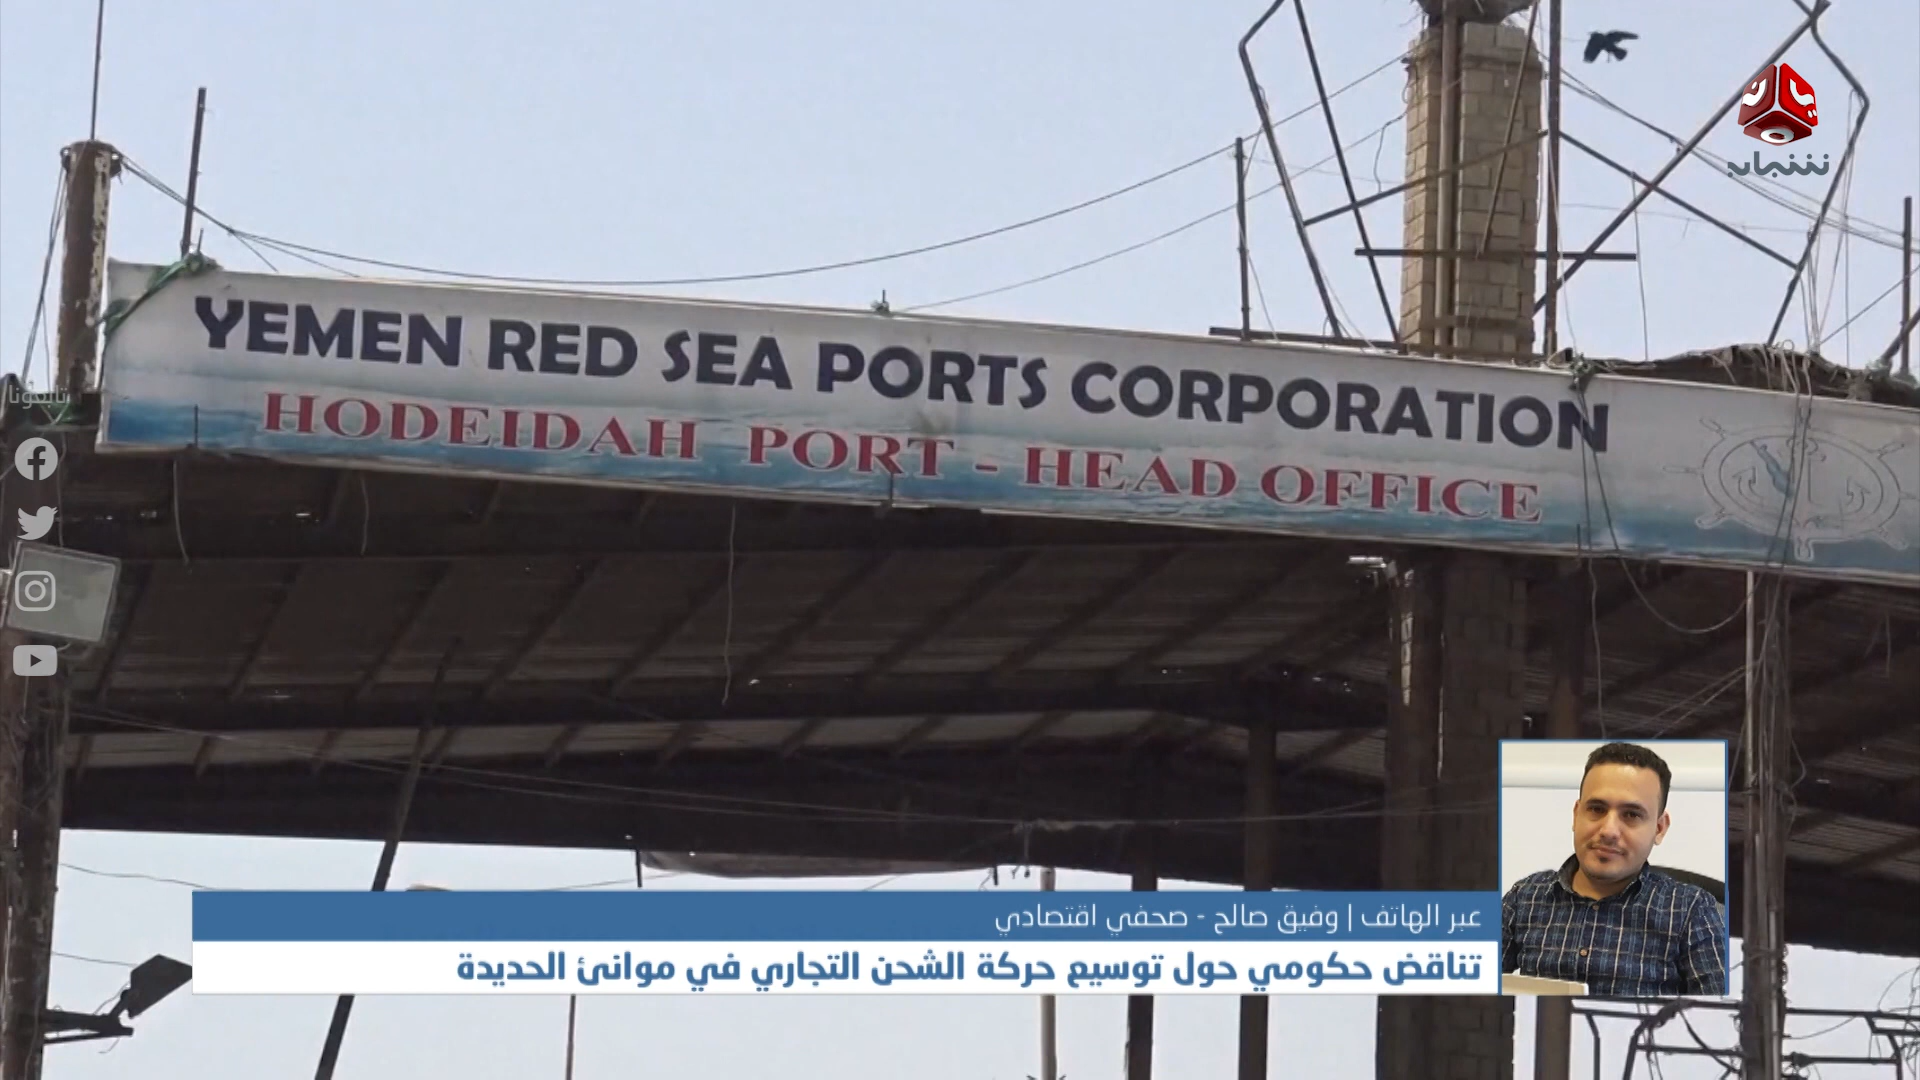 YEMEN RED SEA PORTS CORPORATION
HODEIDAH PORT - HEAD OFFICE
تابعونا
عبر الهاتف | وفيق صالح - صحفي اقتصادي
تناقض حكومي حول توسيع حركة الشحن التجاري في موانئ الحديدة